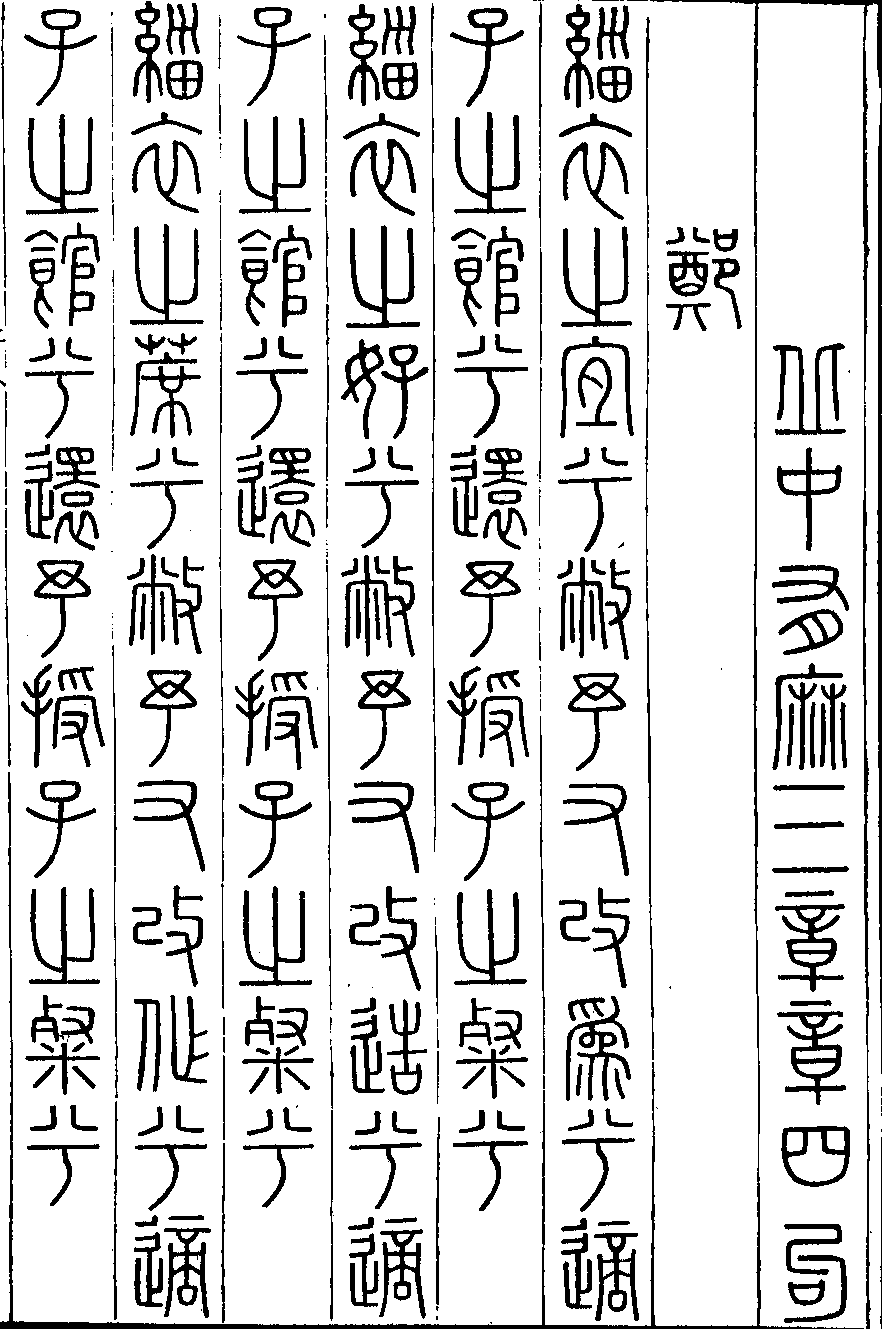 丘中有麻三章章四句
鄭
緇衣之宜兮敝予又改爲兮適
子之館兮還予授子之粲兮
緇衣之好兮敝予又改造兮適
子之館兮還予授子之粲兮
緇衣之蓆兮敝予又改作兮適
子之館兮還予授子之粲兮